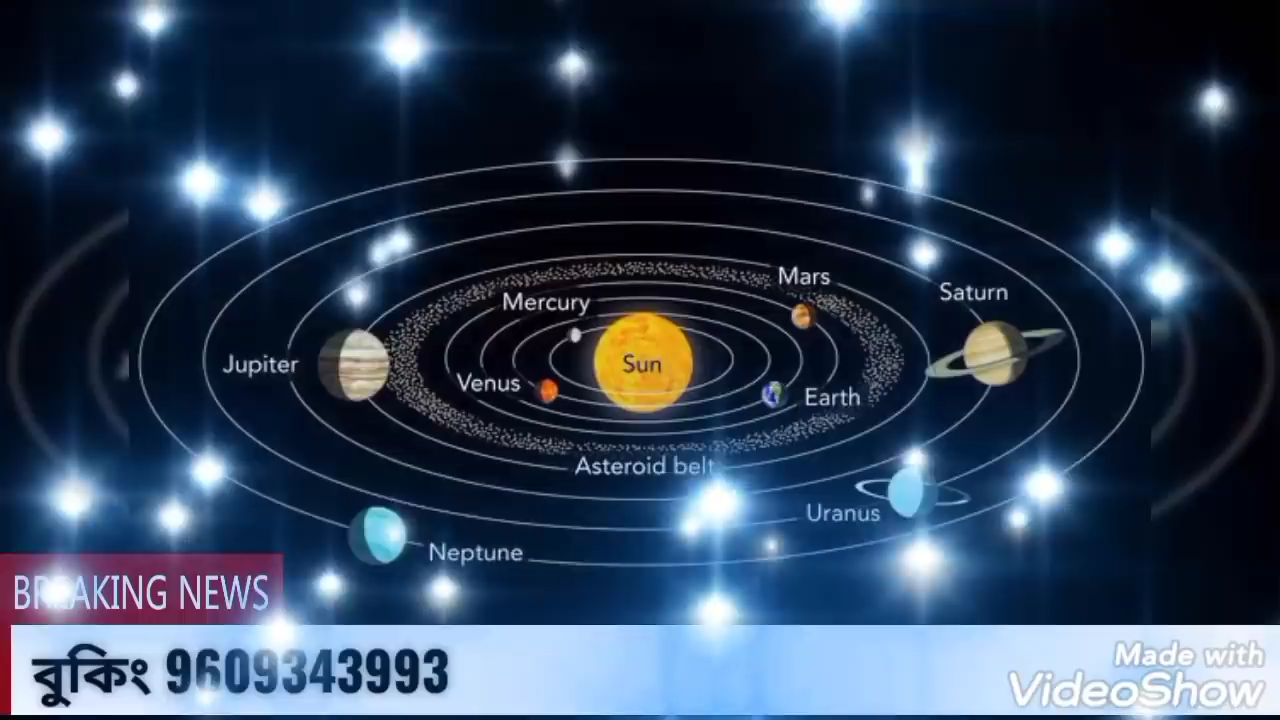 Mars
Mercury
Saturn
Sun
Jupiter
Venus
Earth
Asteroid belt
Uranus
Neptune
BREAKING NEWS
বুকিং 9609343993
Made with
VideoShow